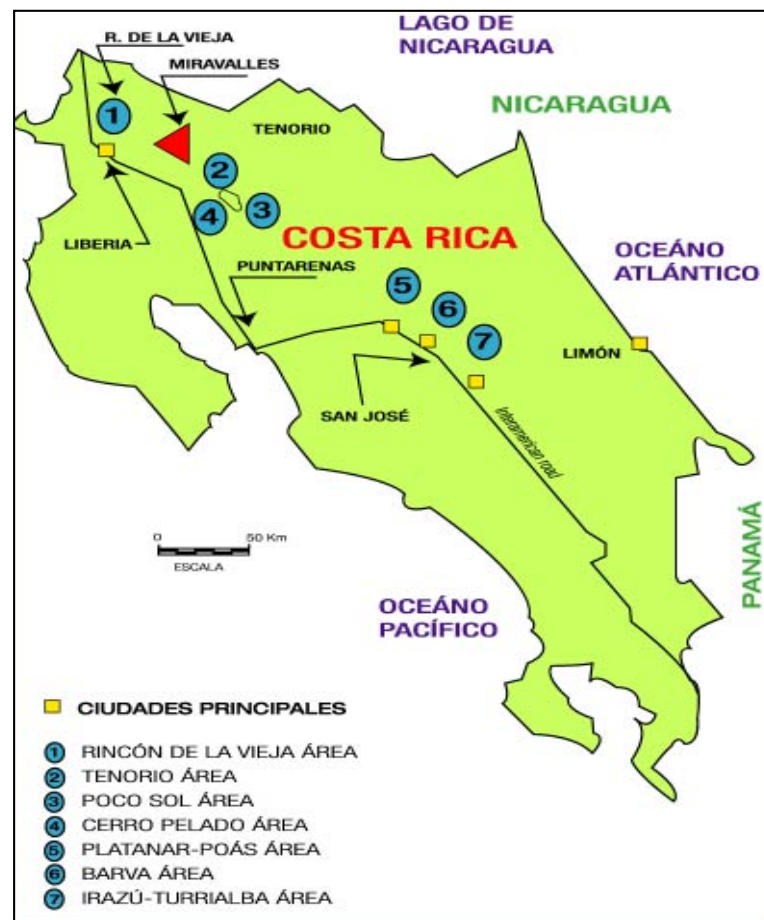 LAGO DE
NICARAGUA
R. DE LA VIEJA
MIRAVALLES
NICARAGUA
1
TENORIO
2
4
3
COSTA RICA
LIBERIA
PUNTARENAS
OCEÁNO
ATLÁNTICO
5
6
7
LIMÓN
SAN JOSÉ
Interamerican road
PANAMÁ
0 50 Km
ESCALA
OCEÁNO
PACÍFICO
CIUDADES PRINCIPALES
1 RINCÓN DE LA VIEJA ÁREA
2 TENORIO ÁREA
3 POCO SOL ÁREA
4 CERRO PELADO ÁREA
5 PLATANAR-POÁS ÁREA
6 BARVA ÁREA
7 IRAZÚ-TURRIALBA ÁREA